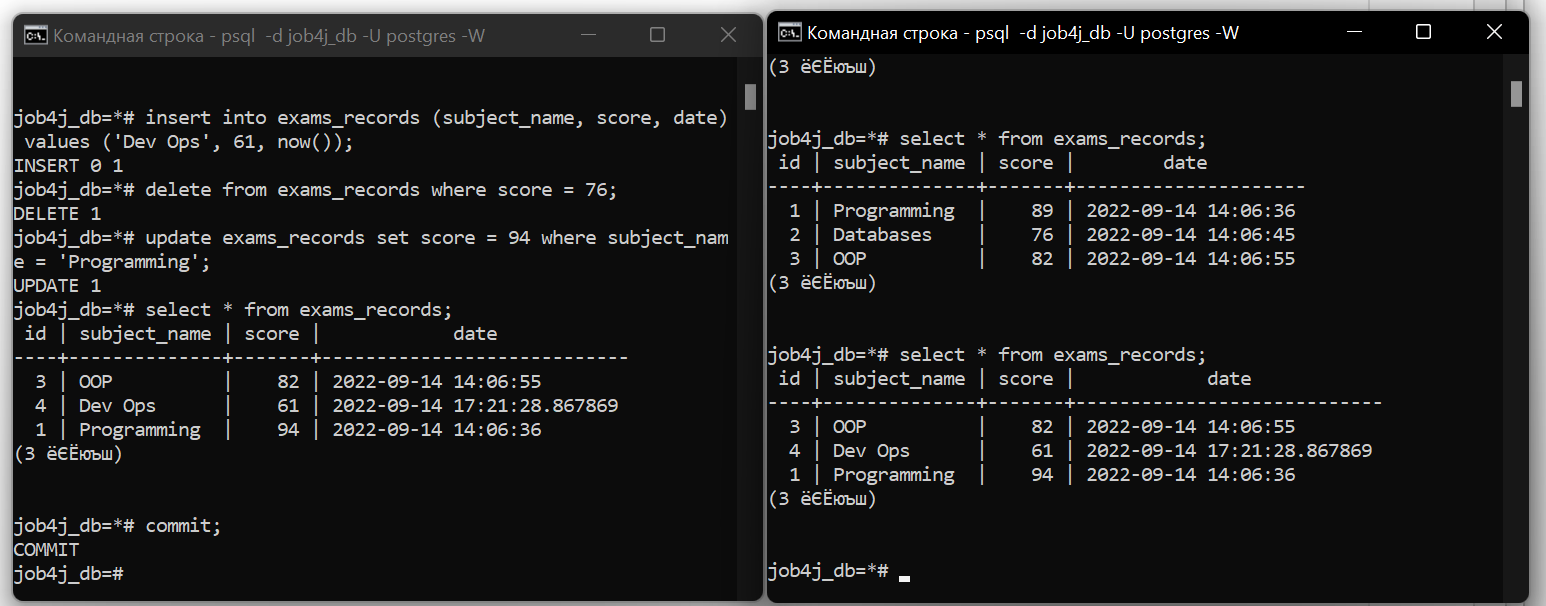 Командная строка - psql  -d job4j_db -U postgres -W
job4j_db=*# insert into exams_records (subject_name, score, date)
 values ('Dev Ops', 61, now());
INSERT 0 1
job4j_db=*# delete from exams_records where score = 76;
DELETE 1
job4j_db=*# update exams_records set score = 94 where subject_nam
e = 'Programming';
UPDATE 1
job4j_db=*# select * from exams_records;
 id | subject_name | score |            date
----+--------------+-------+----------------------------
  3 | OOP          |    82 | 2022-09-14 14:06:55
  4 | Dev Ops      |    61 | 2022-09-14 17:21:28.867869
  1 | Programming  |    94 | 2022-09-14 14:06:36
(3 ёЄЁюъш)
job4j_db=*# commit;
COMMIT
job4j_db=#
Командная строка - psql  -d job4j_db -U postgres -W
(3 ёЄЁюъш)
job4j_db=*# select * from exams_records;
 id | subject_name | score |        date
----+--------------+-------+---------------------
  1 | Programming  |    89 | 2022-09-14 14:06:36
  2 | Databases    |    76 | 2022-09-14 14:06:45
  3 | OOP          |    82 | 2022-09-14 14:06:55
(3 ёЄЁюъш)
job4j_db=*# select * from exams_records;
 id | subject_name | score |            date
----+--------------+-------+----------------------------
  3 | OOP          |    82 | 2022-09-14 14:06:55
  4 | Dev Ops      |    61 | 2022-09-14 17:21:28.867869
  1 | Programming  |    94 | 2022-09-14 14:06:36
(3 ёЄЁюъш)
job4j_db=*#